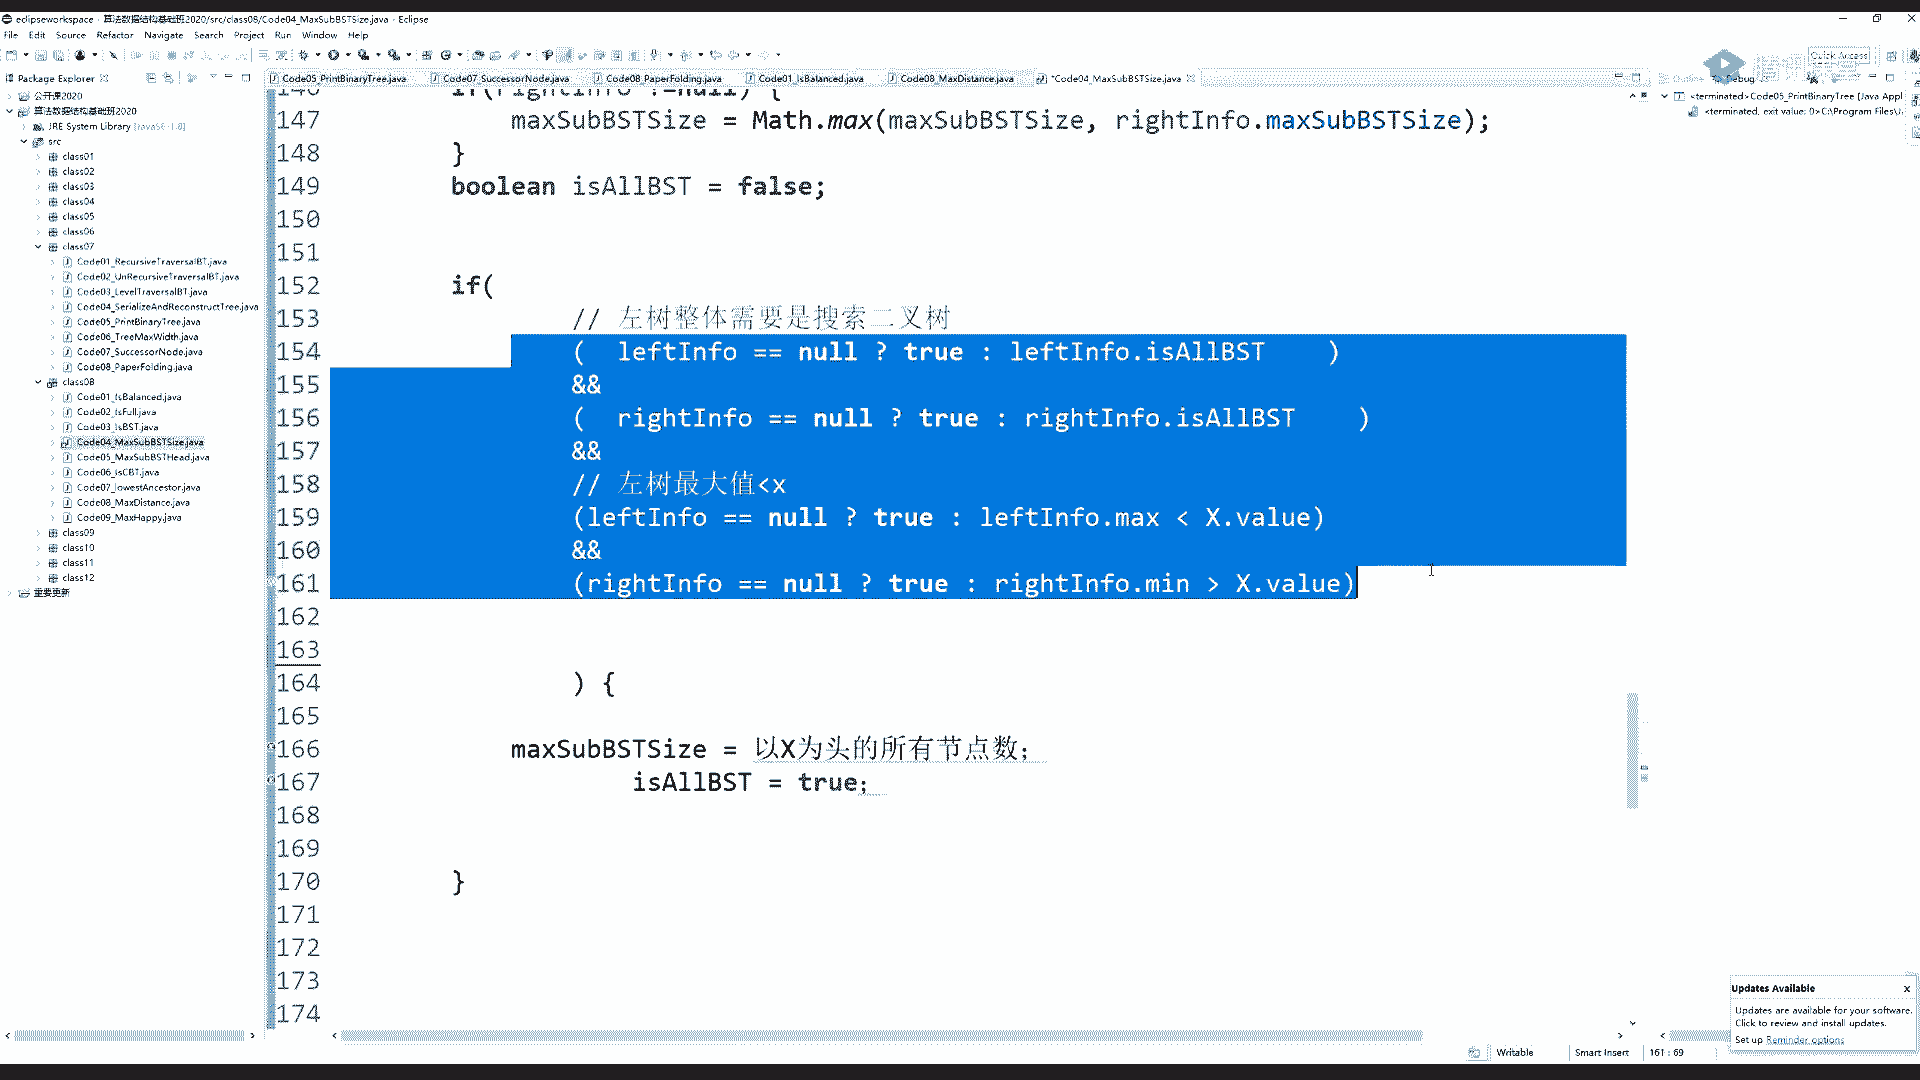 eclipseworkspace - 算法数据结构基础班2020/src/class08/Code04_MaxSubBSTSize.java - Eclipse
File Edit Source Refactor Navigate Search Project Run Window Help
Quick Access
Package Explorer
Code05_PrintBinaryTree.java
Code07_SuccessorNode.java
Code08_PaperFolding.java
Code01_IsBalanced.java
Code08_MaxDistance.java
*Code04_MaxSubBSTSize.java
Debug
公开课2020
算法数据结构基础班2020
JRE System Library [JavaSE-1.8]
src
class01
class02
class03
class04
class05
class06
class07
Code01_RecursiveTraversalBT.java
Code02_UnRecursiveTraversalBT.java
Code03_LevelTraversalBT.java
Code04_SerializeAndReconstructTree.java
Code05_PrintBinaryTree.java
Code06_TreeMaxWidth.java
Code07_SuccessorNode.java
Code08_PaperFolding.java
class08
Code01_IsBalanced.java
Code02_IsFull.java
Code03_IsBST.java
Code04_MaxSubBSTSize.java
Code05_MaxSubBSTHead.java
Code06_IsCBT.java
Code07_lowestAncestor.java
Code08_MaxDistance.java
Code09_MaxHappy.java
class09
class10
class11
class12
重要更新
146 if(rightInfo !=null) {
147 maxSubBSTSize = Math.max(maxSubBSTSize, rightInfo.maxSubBSTSize);
148 }
149 boolean isAllBST = false;
150
151
152 if(
153 // 左树整体需要是搜索二叉树
154 ( leftInfo == null ? true : leftInfo.isAllBST )
155 &&
156 ( rightInfo == null ? true : rightInfo.isAllBST )
157 &&
158 // 左树最大值<x
159 (leftInfo == null ? true : leftInfo.max < X.value)
160 &&
161 (rightInfo == null ? true : rightInfo.min > X.value)
162
163
164 ) {
165
166 maxSubBSTSize = 以X为头的所有节点数;
167 isAllBST = true;
168
169
170 }
171
172
173
174
<terminated>Code05_PrintBinaryTree [Java Appl
<terminated, exit value: 0>C:\Program Files\J
Updates Available
Updates are available for your software.
Click to review and install updates.
Set up Reminder options
Writable
Smart Insert
161 : 69